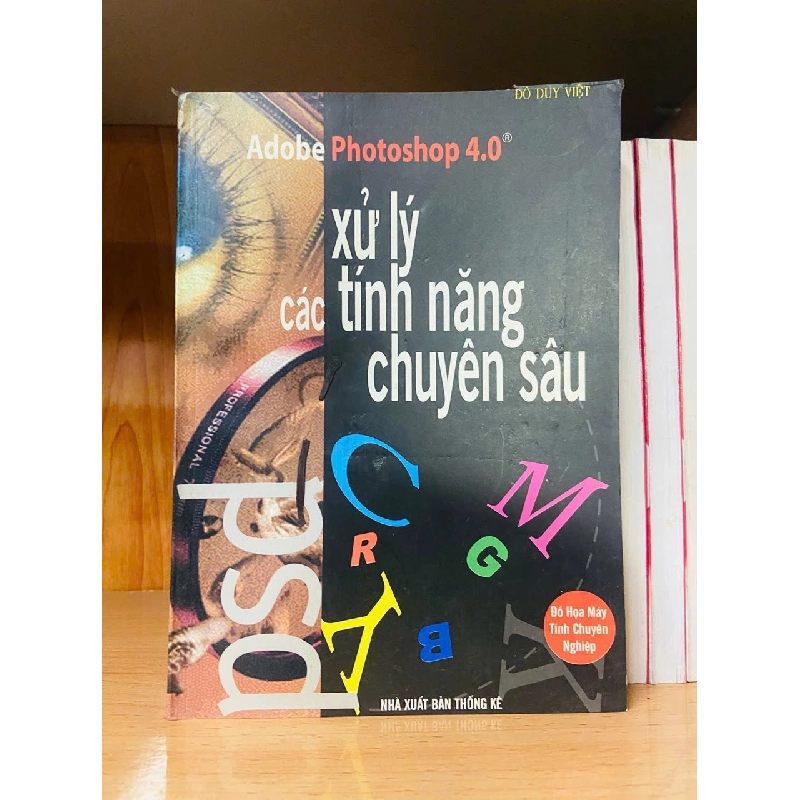 ĐỖ DUY VIỆT
Adobe Photoshop 4.0®
xử lý
các tính năng
chuyên sâu
PROFESSIONAL
psd
C
M
R
G
Y
B
K
Đồ Họa Máy
Tính Chuyên
Nghiệp
NHÀ XUẤT BẢN THỐNG KÊ